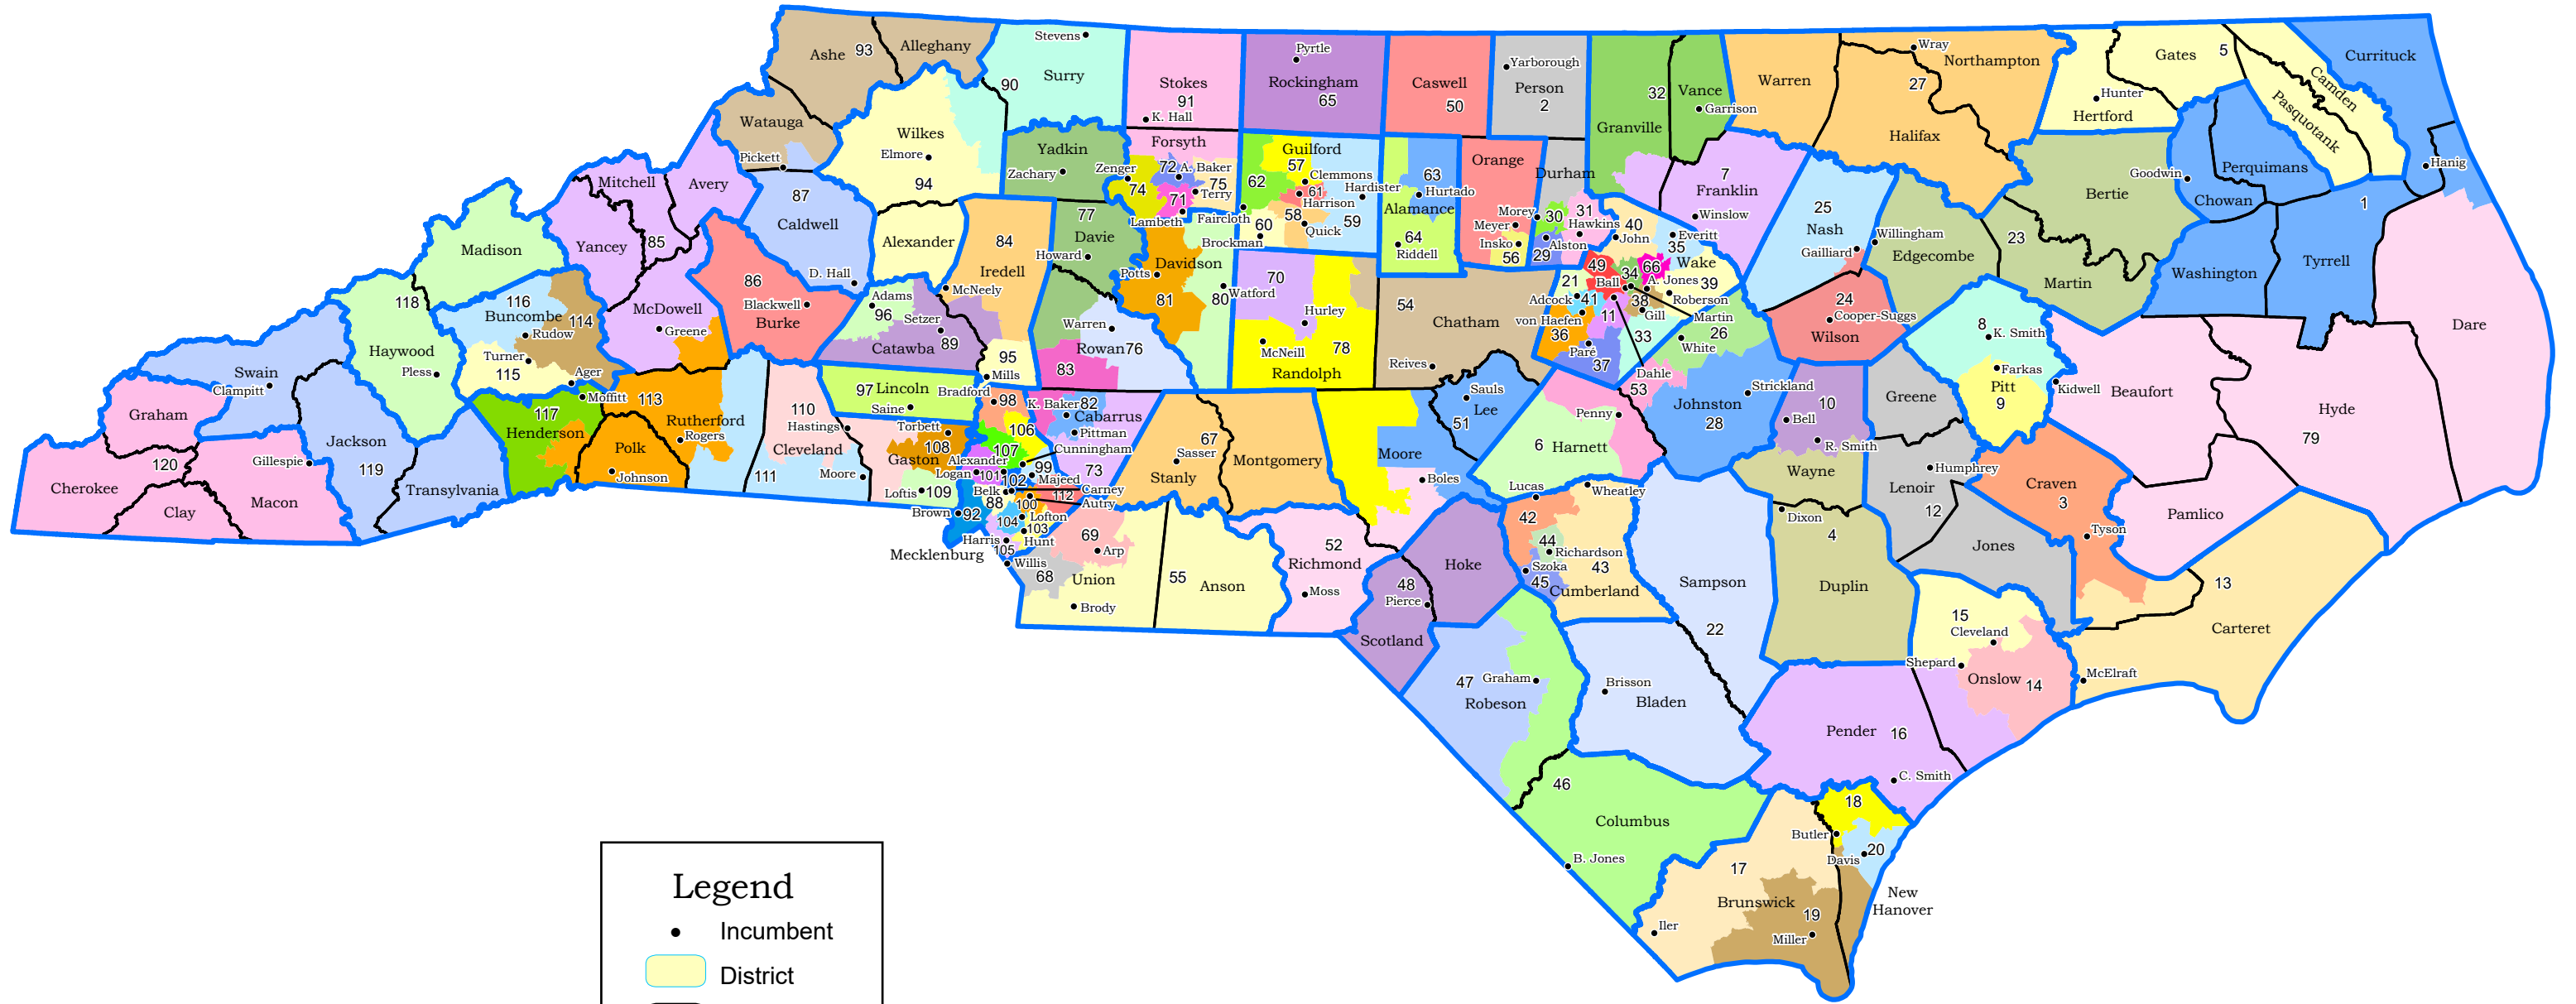 Ashe 93
Alleghany
Stevens
Surry
90
Stokes
91
K. Hall
Pyrtle
Rockingham
65
Caswell
50
Yarborough
Person
2
32
Vance
Garrison
Granville
Warren
Wray
Northampton
27
Halifax
Gates
5
Hunter
Hertford
Camden
Pasquotank
Currituck
Hanig
Perquimans
Chowan
Goodwin
Bertie
1
Watauga
Pickett
Wilkes
Elmore
94
Yadkin
Zachary
Forsyth
Zenger
72
A. Baker
74
75
Terry
71
Lambeth
Guilford
57
Clemmons
62
61
Hardister
Harrison
Faircloth
58
60
59
Quick
Brockman
63
Hurtado
Alamance
64
Riddell
Orange
Durham
Morey
30
31
Hawkins
Meyer
Insko
Alston
56
29
7
Franklin
Winslow
40
John
Everitt
35
Wake
49
34
66
Ball
A. Jones
39
21
Adcock
41
38
Roberson
Gill
Martin
von Haefen
11
36
33
Paré
37
Dahle
53
26
White
25
Nash
Gailliard
Willingham
Edgecombe
23
Martin
Washington
Tyrrell
Dare
24
Cooper-Suggs
Wilson
8
K. Smith
Farkas
Pitt
9
Kidwell
Beaufort
Hyde
79
Mitchell
Avery
Yancey
85
87
Caldwell
D. Hall
Alexander
84
Iredell
McNeely
77
Davie
Howard
Davidson
Potts
81
80
Watford
70
Hurley
McNeill
78
Randolph
54
Chatham
Reives
Madison
118
116
Buncombe
114
Rudow
Turner
115
Ager
Moffitt
McDowell
Greene
86
Blackwell
Burke
Adams
96
Setzer
89
Catawba
95
Mills
Warren
Rowan 76
83
Haywood
Pless
Swain
Clampitt
Graham
Jackson
119
Transylvania
117
Henderson
113
Rutherford
Rogers
Polk
Johnson
110
Hastings
Cleveland
Moore
111
97 Lincoln
Saine
Bradford
98
K. Baker
82
Cabarrus
Pittman
Torbett
108
Gaston
106
107
Cunningham
Alexander
99
73
Logan
101
102
Majeed
Loftis 109
Belk
88
112
Carney
100
Autry
Brown
92
104
Lofton
103
Harris
Hunt
105
Mecklenburg
Willis
68
69
Arp
Union
Brody
55
Anson
67
Sasser
Stanly
Montgomery
Moore
Boles
Sauls
51 Lee
Penny
6 Harnett
Strickland
Johnston
28
10
Bell
R. Smith
Wayne
Greene
Humphrey
Lenoir
12
Craven
3
Tyson
Pamlico
Jones
13
Carteret
McElraft
120
Cherokee
Clay
Macon
Gillespie
52
Richmond
Moss
48
Pierce
Hoke
Scotland
Lucas
Wheatley
42
44
Richardson
Szoka
45
43
Cumberland
Sampson
22
Dixon
4
Duplin
15
Cleveland
Shepard
Onslow 14
47
Graham
Robeson
Brisson
Bladen
Pender
16
C. Smith
46
Columbus
B. Jones
18
Butler
Davis
20
17
Brunswick
19
Miller
Iler
New
Hanover
Legend
Incumbent
District